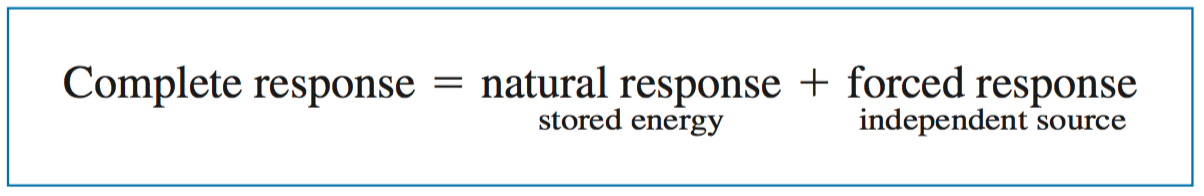 Complete response = natural response + forced response
stored energy independent source